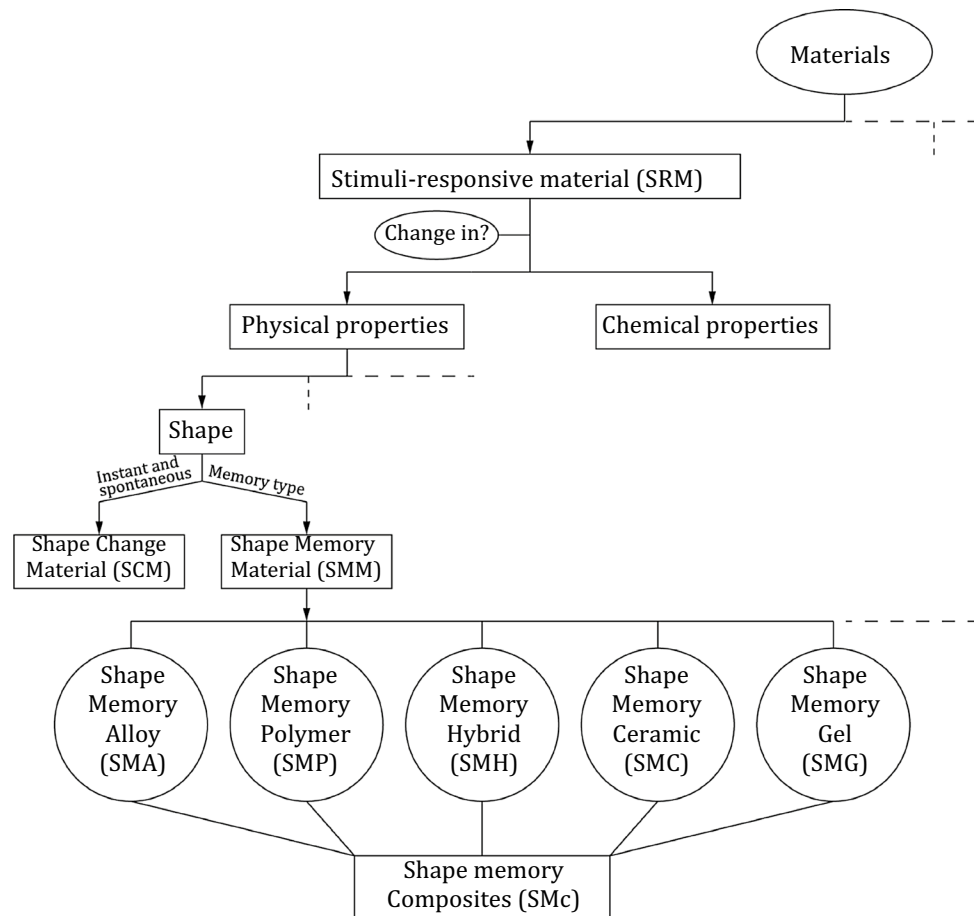 Materials
Stimuli-responsive material (SRM)
Change in?
Physical properties
Chemical properties
Shape
Instant and
spontaneous
Memory type
Shape Change
Material (SCM)
Shape Memory
Material (SMM)
Shape
Memory
Alloy
(SMA)
Shape
Memory
Polymer
(SMP)
Shape
Memory
Hybrid
(SMH)
Shape
Memory
Ceramic
(SMC)
Shape
Memory
Gel
(SMG)
Shape memory
Composites (SMc)